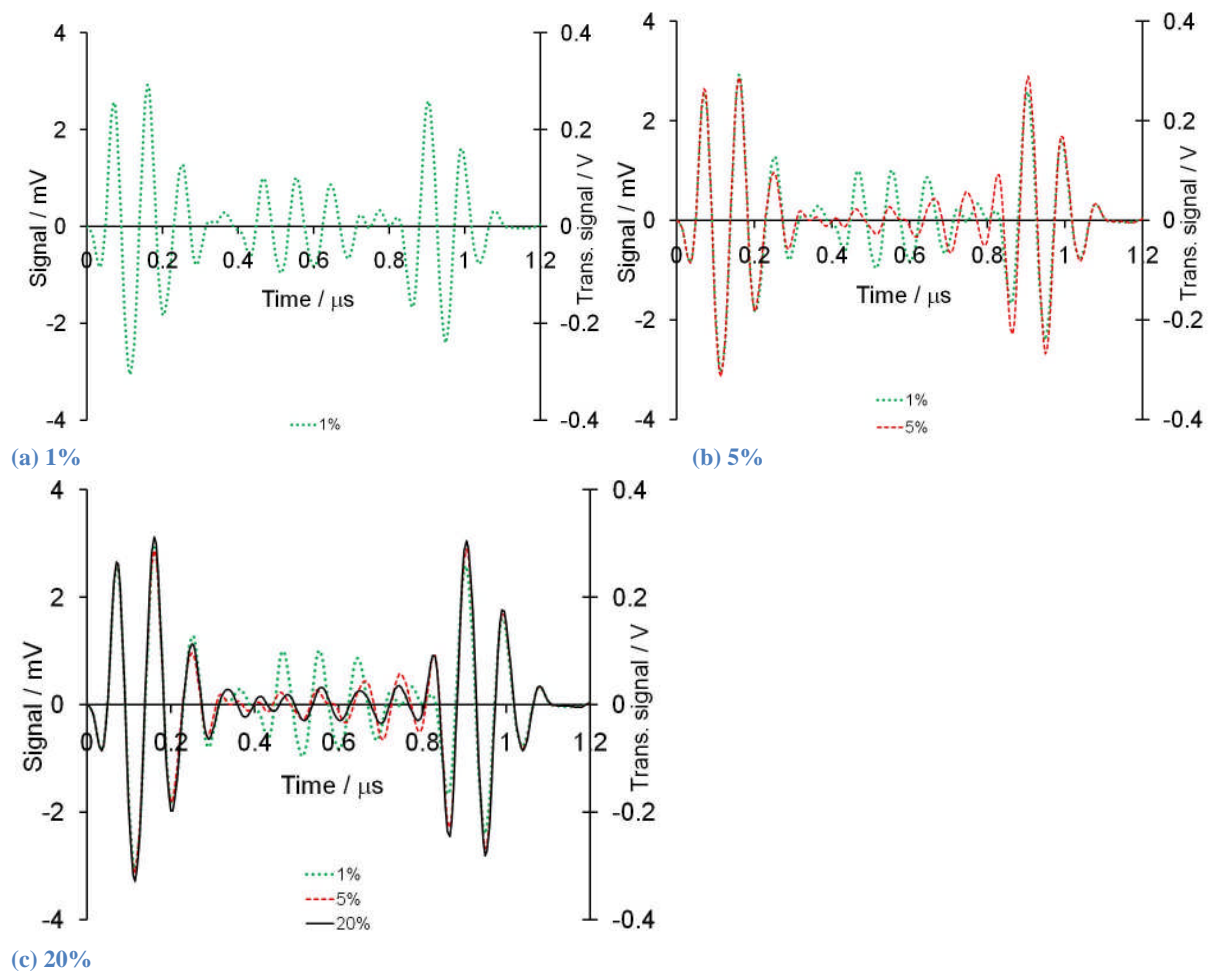 4
2
0
-2
-4
Signal / mV
0 0.2 0.4 0.6 0.8 1 12
Time / μs
0.4
0.2
0
-0.2
-0.4
Trans. signal / V
1%
(a) 1%
4
2
0
-2
-4
Signal / mV
0 0.2 0.4 0.6 0.8 1 12
Time / μs
0.4
0.2
0
-0.2
-0.4
Trans. signal / V
1%
5%
(b) 5%
4
2
0
-2
-4
Signal / mV
0 0.2 0.4 0.6 0.8 1 12
Time / μs
0.4
0.2
0
-0.2
-0.4
Trans. signal / V
1%
5%
20%
(c) 20%